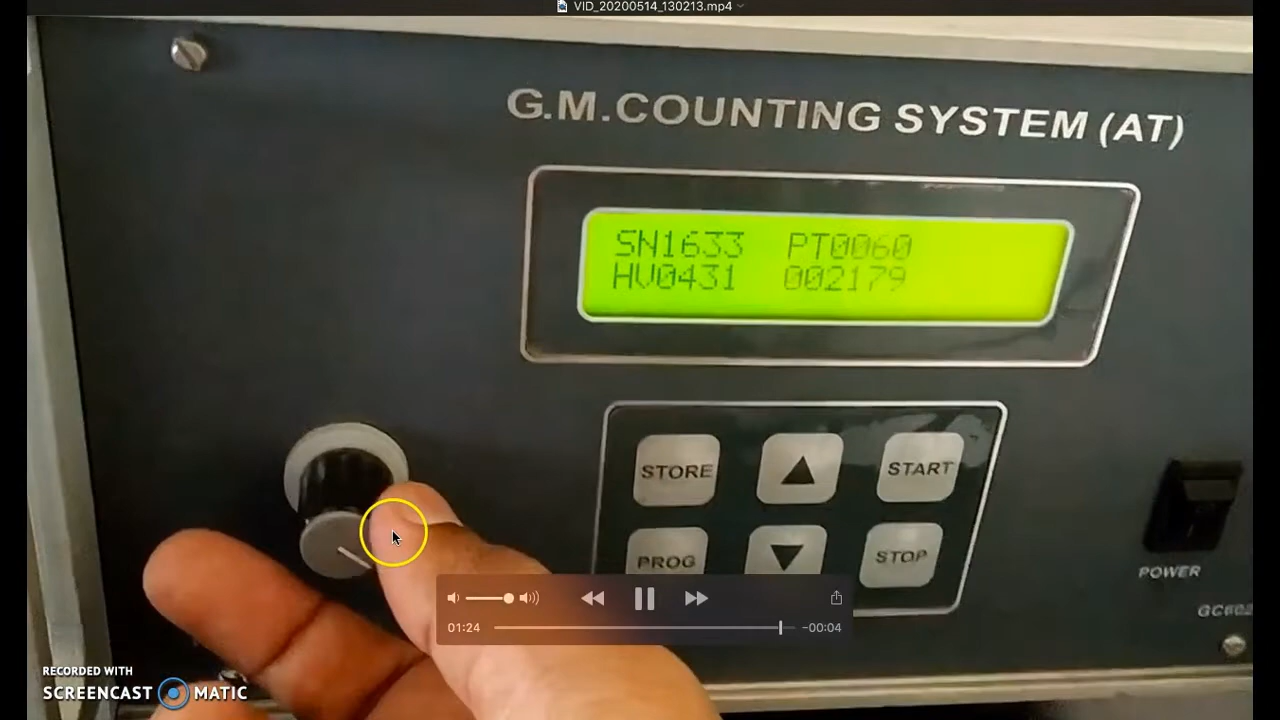 VID_20200514_130213.mp4
G.M.COUNTING SYSTEM (AT)
SN1633 PT0060
HV0431 002179
STORE
START
PROG
STOP
POWER
01:24
-00:04
RECORDED WITH
SCREENCAST MATIC